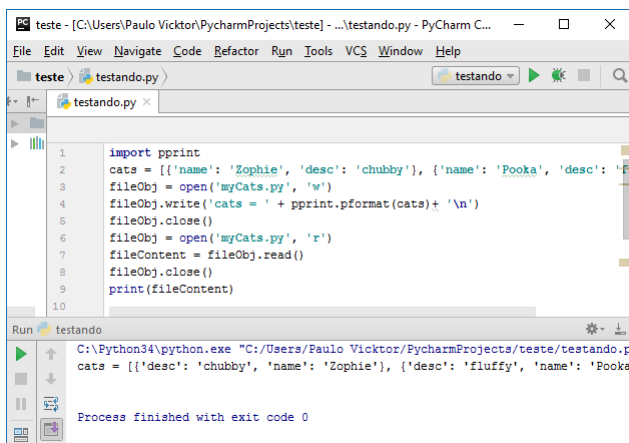 teste - [C:\Users\Paulo Vicktor\PycharmProjects\teste] - ...\testando.py - PyCharm C...
File Edit View Navigate Code Refactor Run Tools VCS Window Help
teste testando.py testando
testando.py
1 import pprint
2 cats = [{'name': 'Zophie', 'desc': 'chubby'}, {'name': 'Pooka', 'desc': 'f
3 fileObj = open('myCats.py', 'w')
4 fileObj.write('cats = ' + pprint.pformat(cats)+ '\n')
5 fileObj.close()
6 fileObj = open('myCats.py', 'r')
7 fileContent = fileObj.read()
8 fileObj.close()
9 print(fileContent)
10
Run testando
C:\Python34\python.exe "C:/Users/Paulo Vicktor/PycharmProjects/teste/testando.p
cats = [{'desc': 'chubby', 'name': 'Zophie'}, {'desc': 'fluffy', 'name': 'Pooka
Process finished with exit code 0